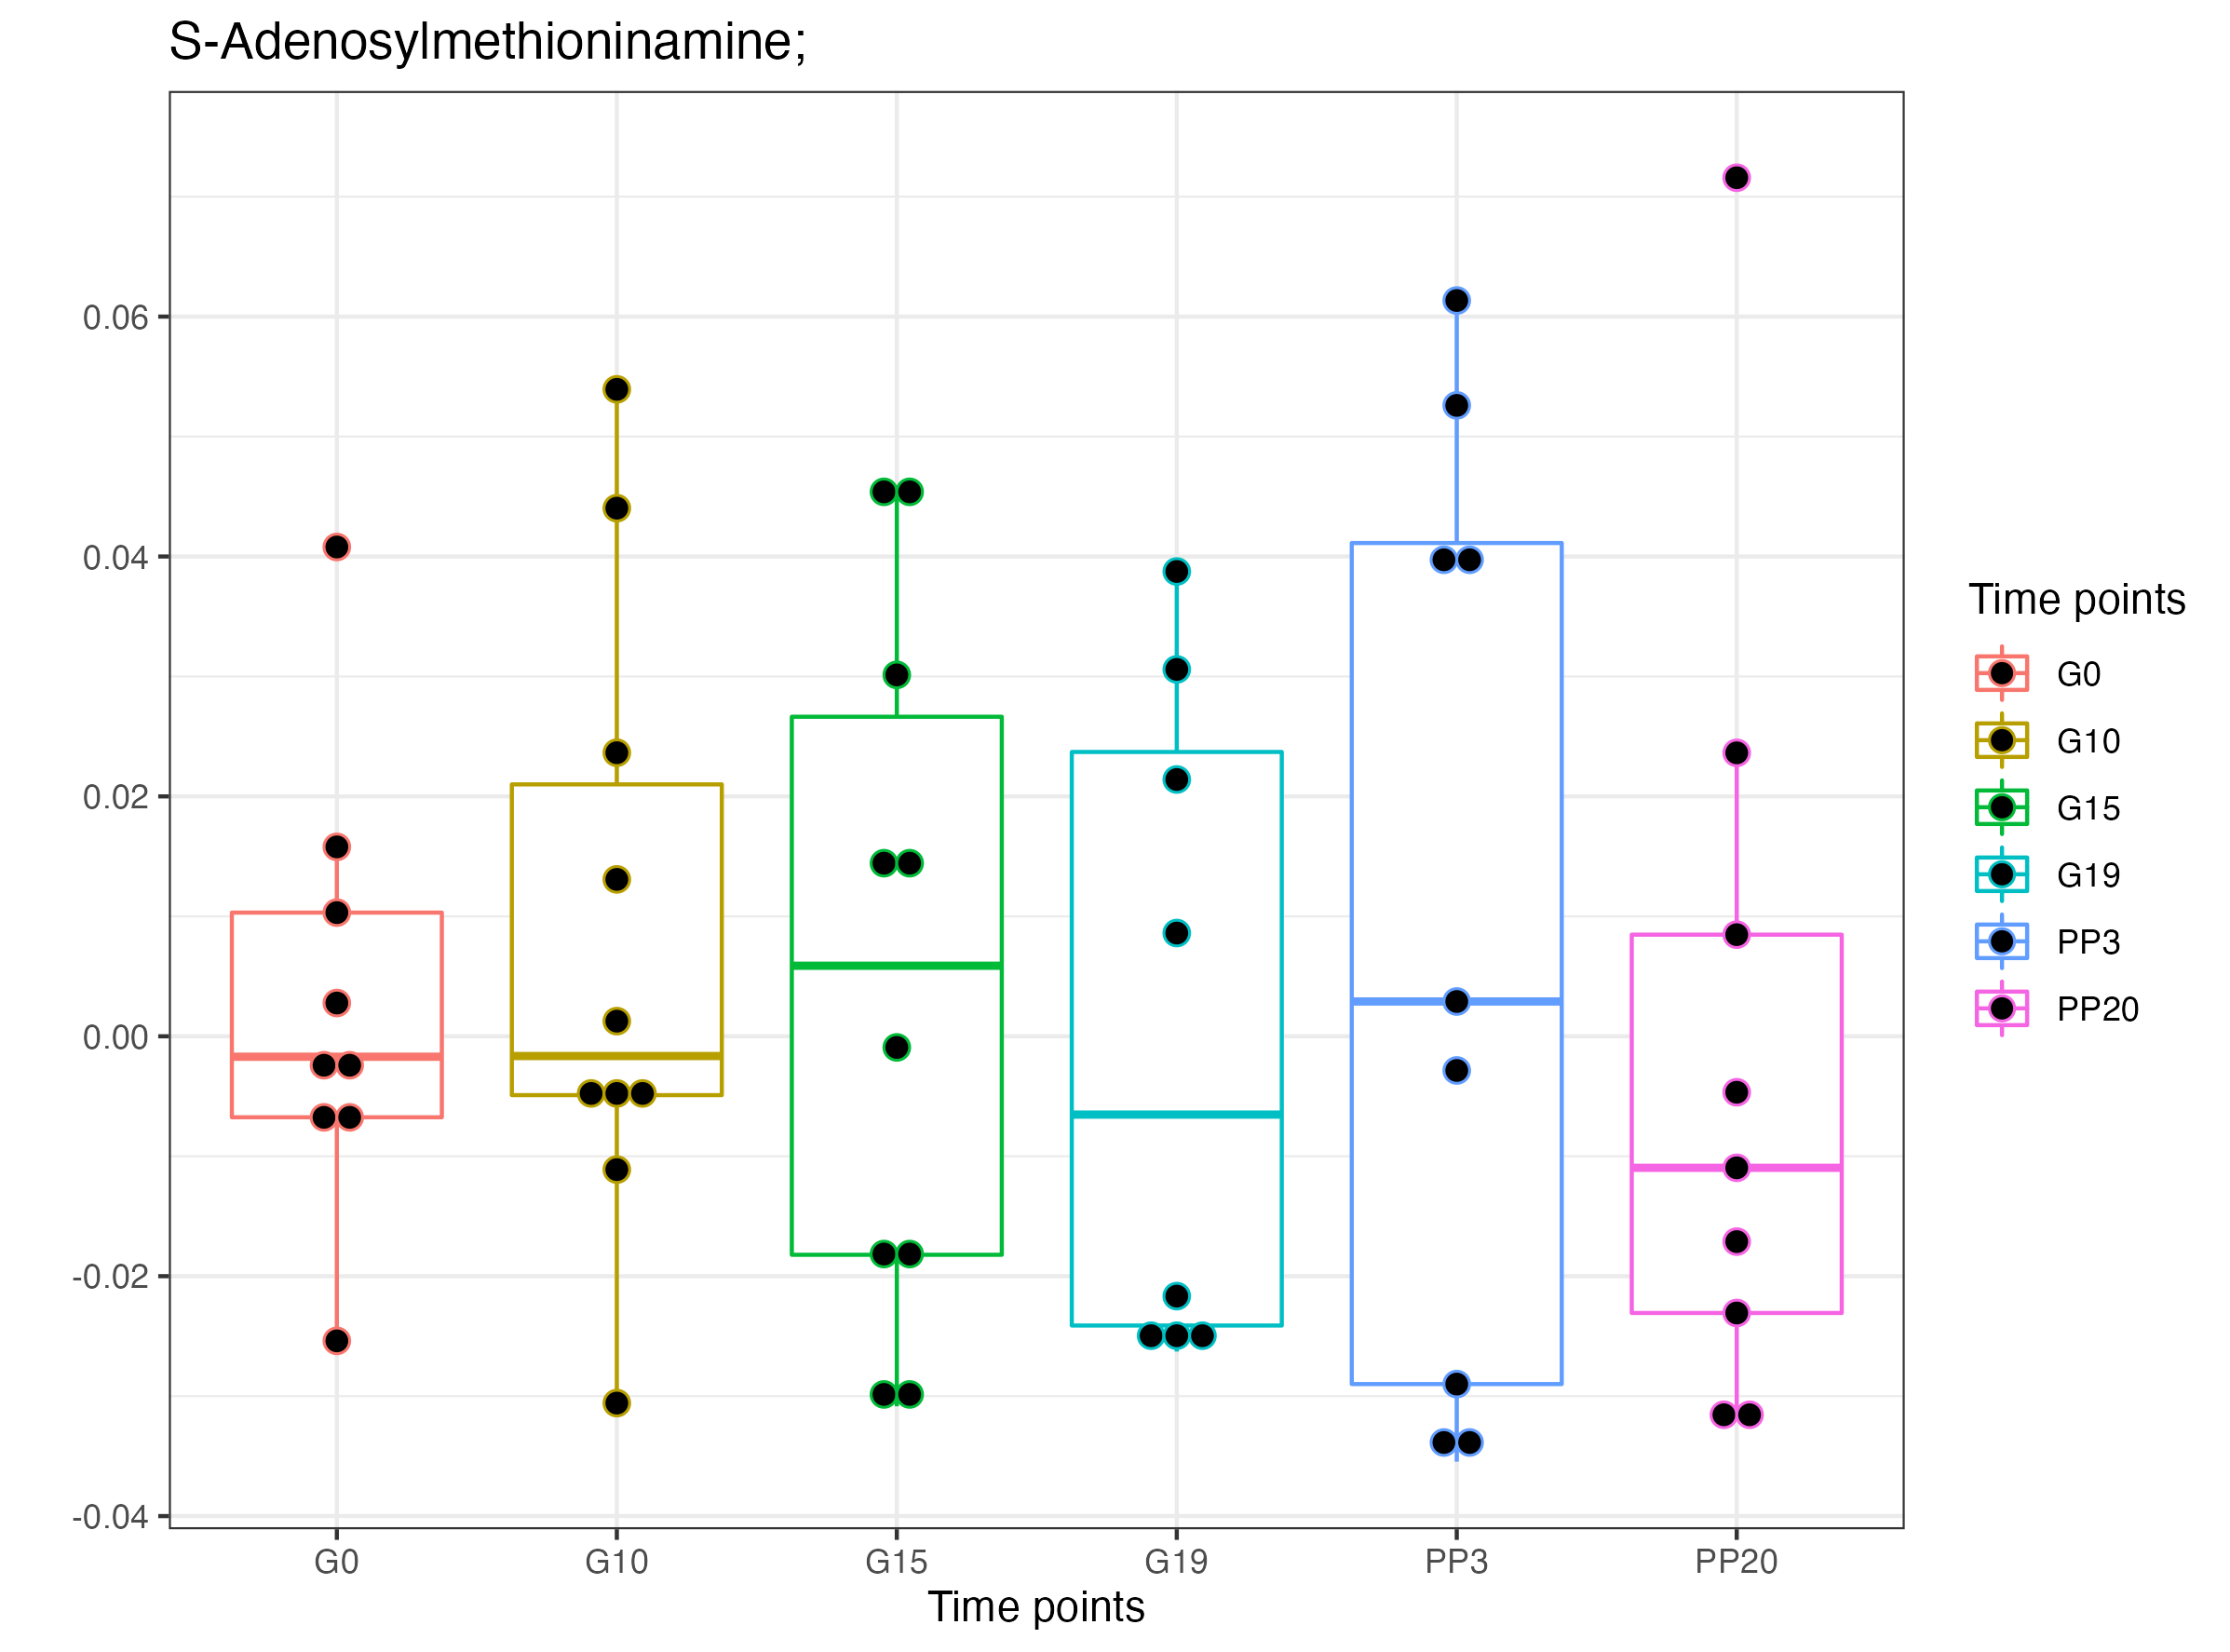 S-Adenosylmethioninamine;
0.06
0.04
0.02
0.00
-0.02
-0.04
G0 G10 G15 G19 PP3 PP20
Time points
Time points
G0
G10
G15
G19
PP3
PP20